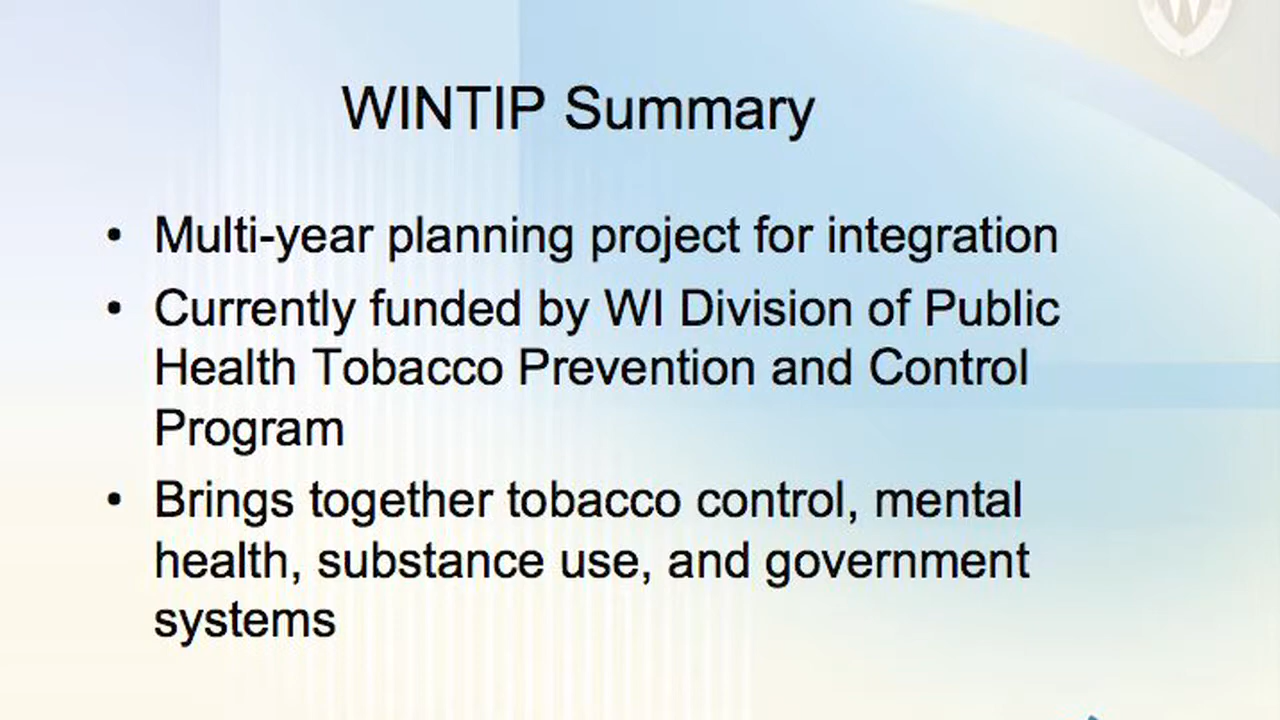 WINTIP Summary
• Multi-year planning project for integration
• Currently funded by WI Division of Public
Health Tobacco Prevention and Control
Program
• Brings together tobacco control, mental
health, substance use, and government
systems
W